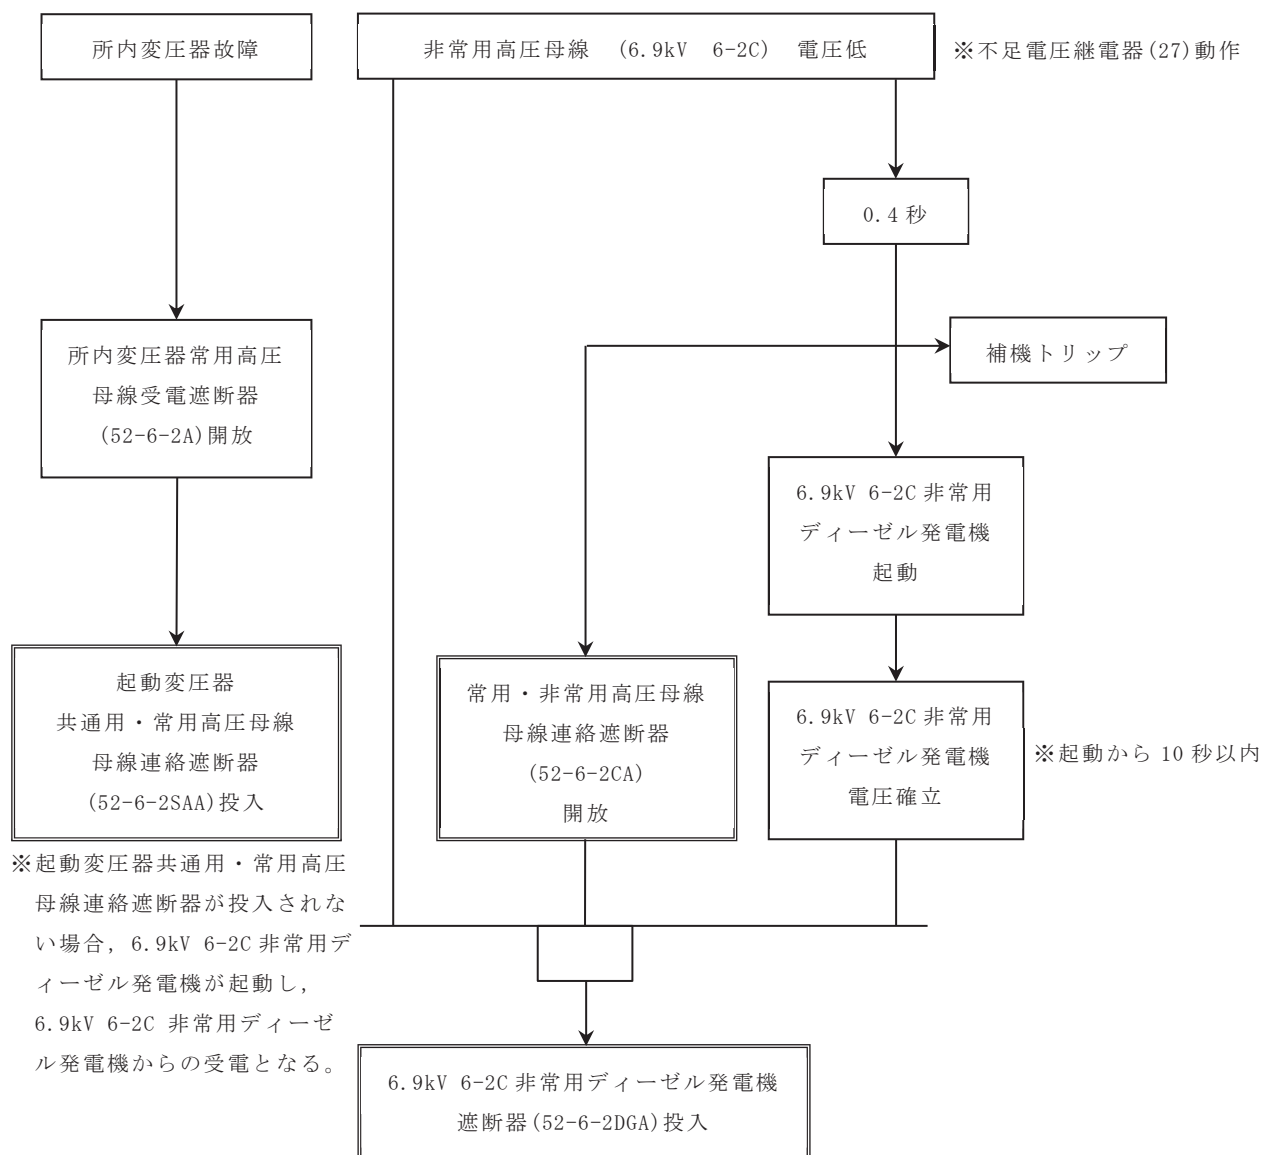 所内変圧器故障
非常用高圧母線 (6.9kV 6-2C) 電圧低
※不足電圧継電器(27)動作
0.4秒
補機トリップ
所内変圧器常用高圧
母線受電遮断器
(52-6-2A)開放
6.9kV 6-2C非常用
ディーゼル発電機
起動
起動変圧器
共通用・常用高圧母線
母線連絡遮断器
(52-6-2SAA)投入
常用・非常用高圧母線
母線連絡遮断器
(52-6-2CA)
開放
6.9kV 6-2C非常用
ディーゼル発電機
電圧確立
※起動から10秒以内
※起動変圧器共通用・常用高圧
母線連絡遮断器が投入されな
い場合，6.9kV 6-2C非常用デ
ィーゼル発電機が起動し，
6.9kV 6-2C 非常用ディーゼ
ル発電機からの受電となる。
6.9kV 6-2C非常用ディーゼル発電機
遮断器(52-6-2DGA)投入